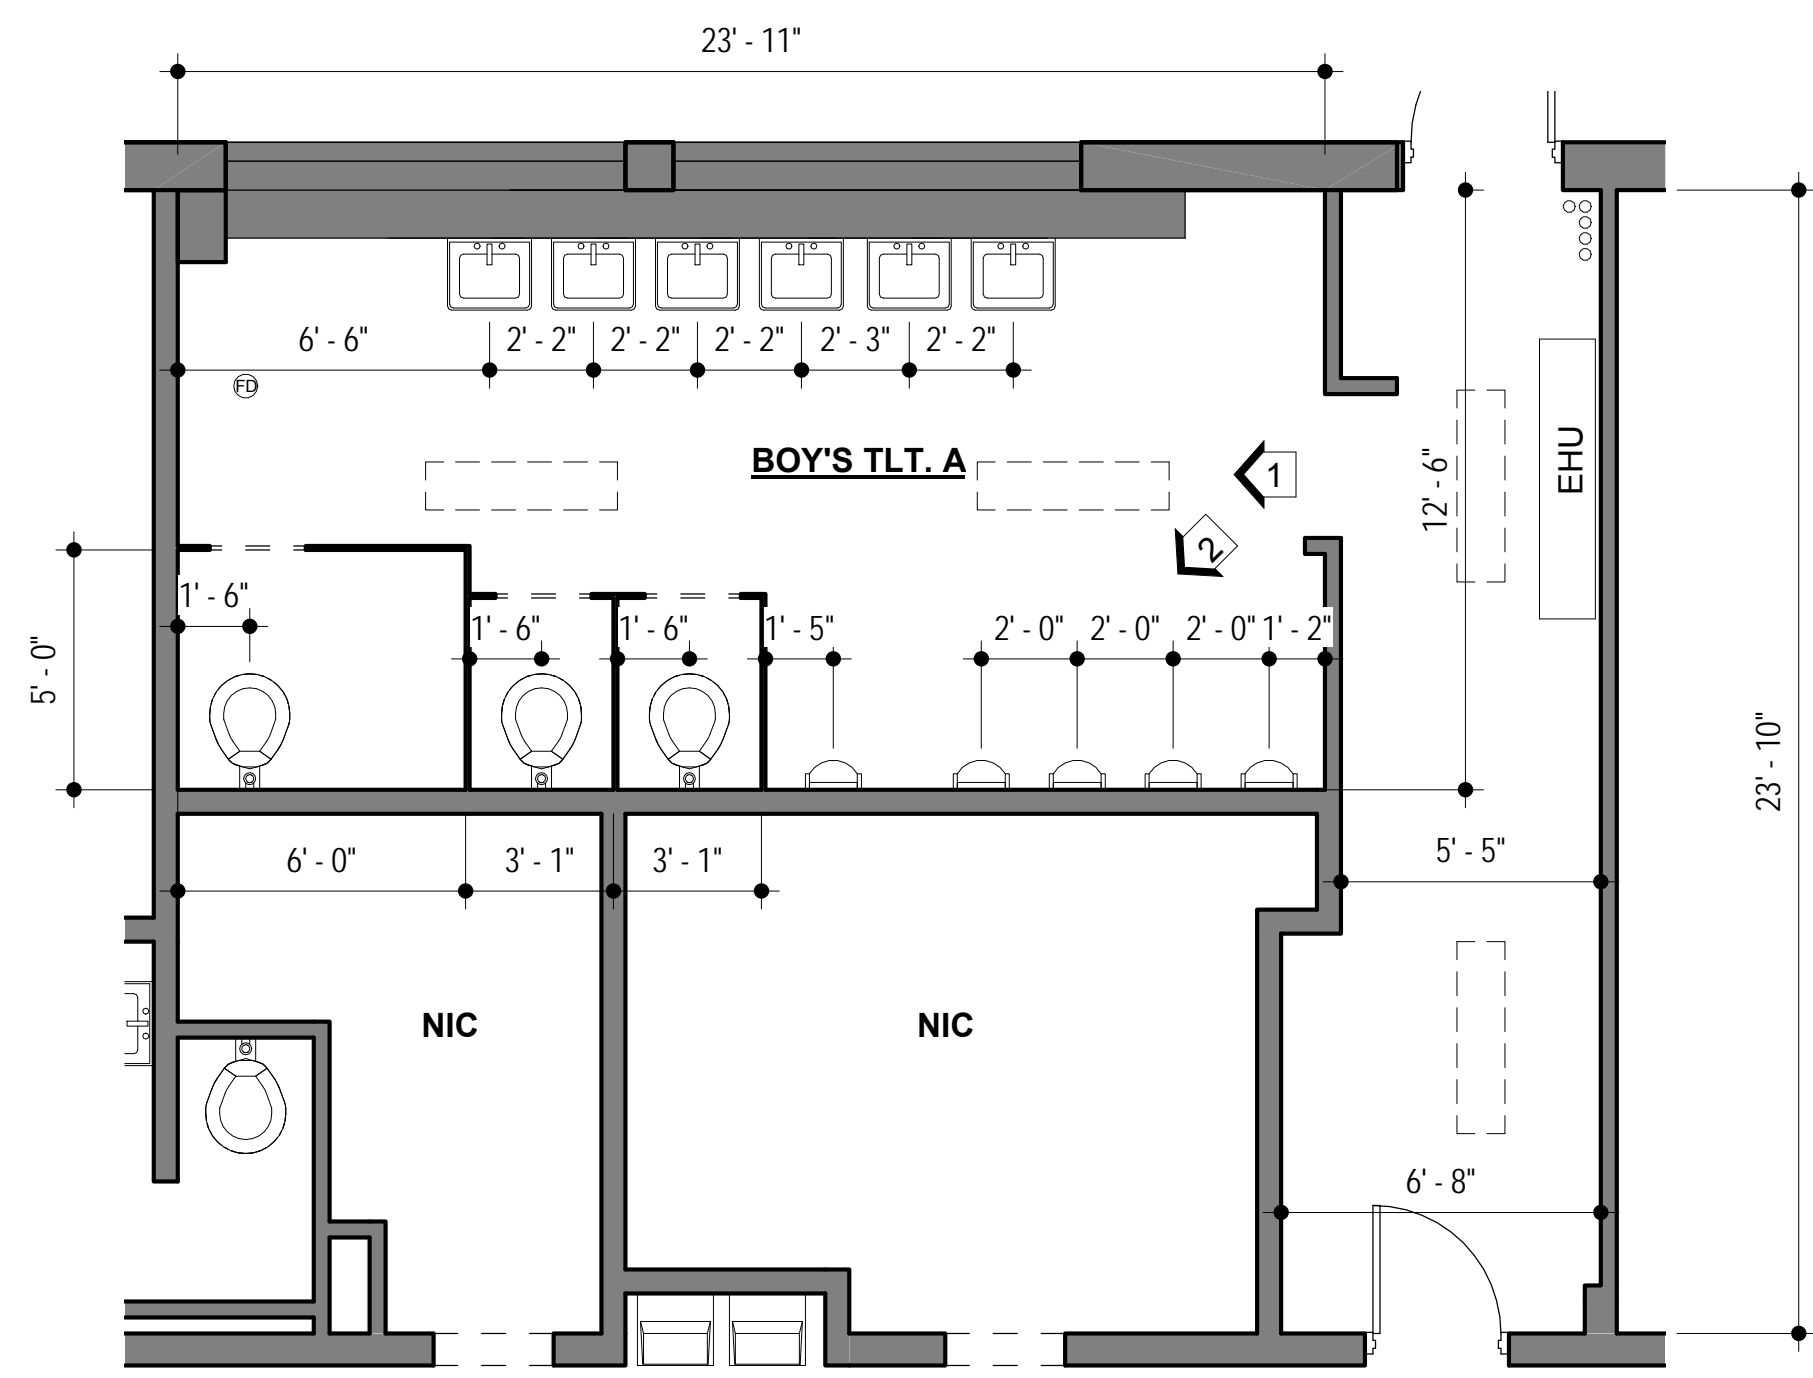 23' - 11"
6' - 6"
2' - 2"
2' - 2"
2' - 2"
2' - 3"
2' - 2"
FD
BOY'S TLT. A
1
2
12' - 6"
EHU
1' - 6"
1' - 6"
1' - 6"
1' - 5"
2' - 0"
2' - 0"
2' - 0"
1' - 2"
5' - 0"
23' - 10"
6' - 0"
3' - 1"
3' - 1"
5' - 5"
NIC
NIC
6' - 8"